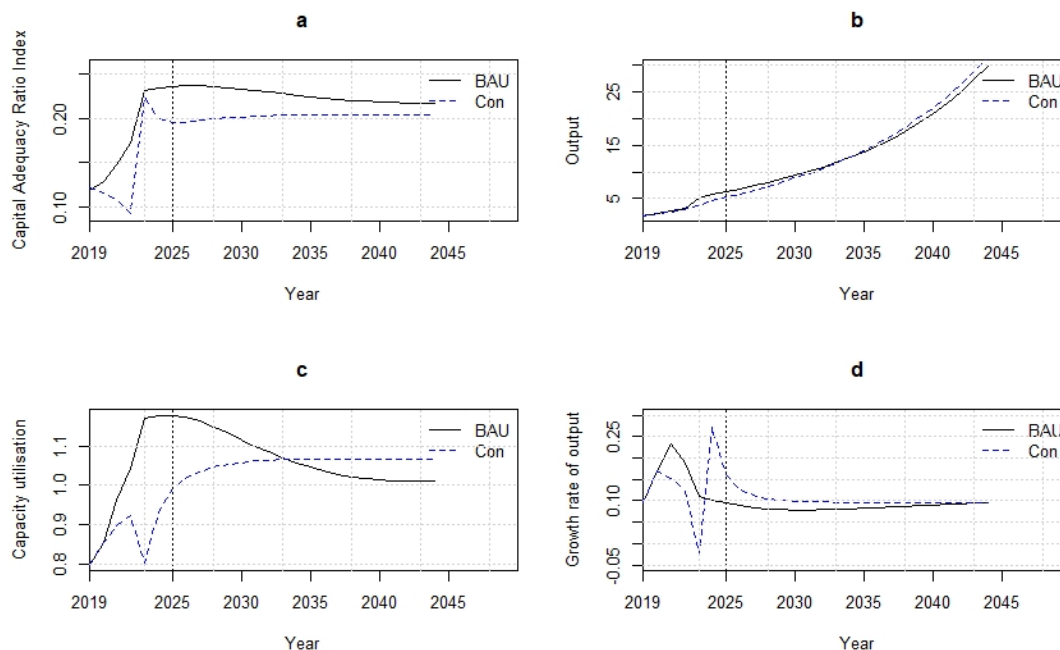 a
Capital Adequacy Ratio Index
0.20
0.10
BAU
Con
2019 2025 2030 2035 2040 2045
Year
b
Output
25
15
5
BAU
Con
2019 2025 2030 2035 2040 2045
Year
c
Capacity utilisation
1.1
1.0
0.9
0.8
BAU
Con
2019 2025 2030 2035 2040 2045
Year
d
Growth rate of output
0.25
0.10
-0.05
BAU
Con
2019 2025 2030 2035 2040 2045
Year